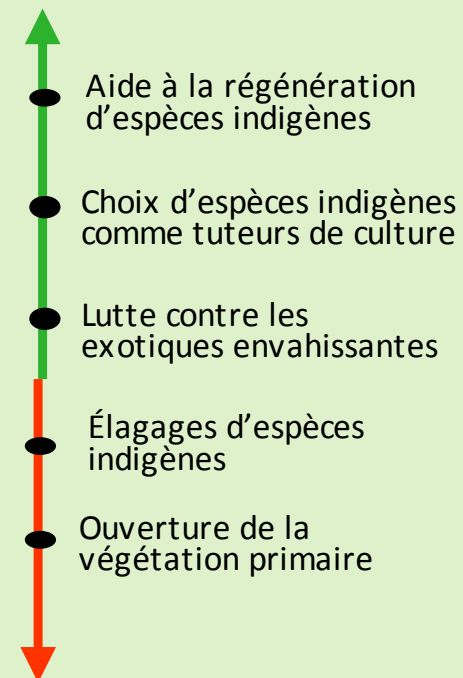 Aide à la régénération
d’espèces indigènes
Choix d’espèces indigènes
comme tuteurs de culture
Lutte contre les
exotiques envahissantes
Élagages d’espèces
indigènes
Ouverture de la
végétation primaire